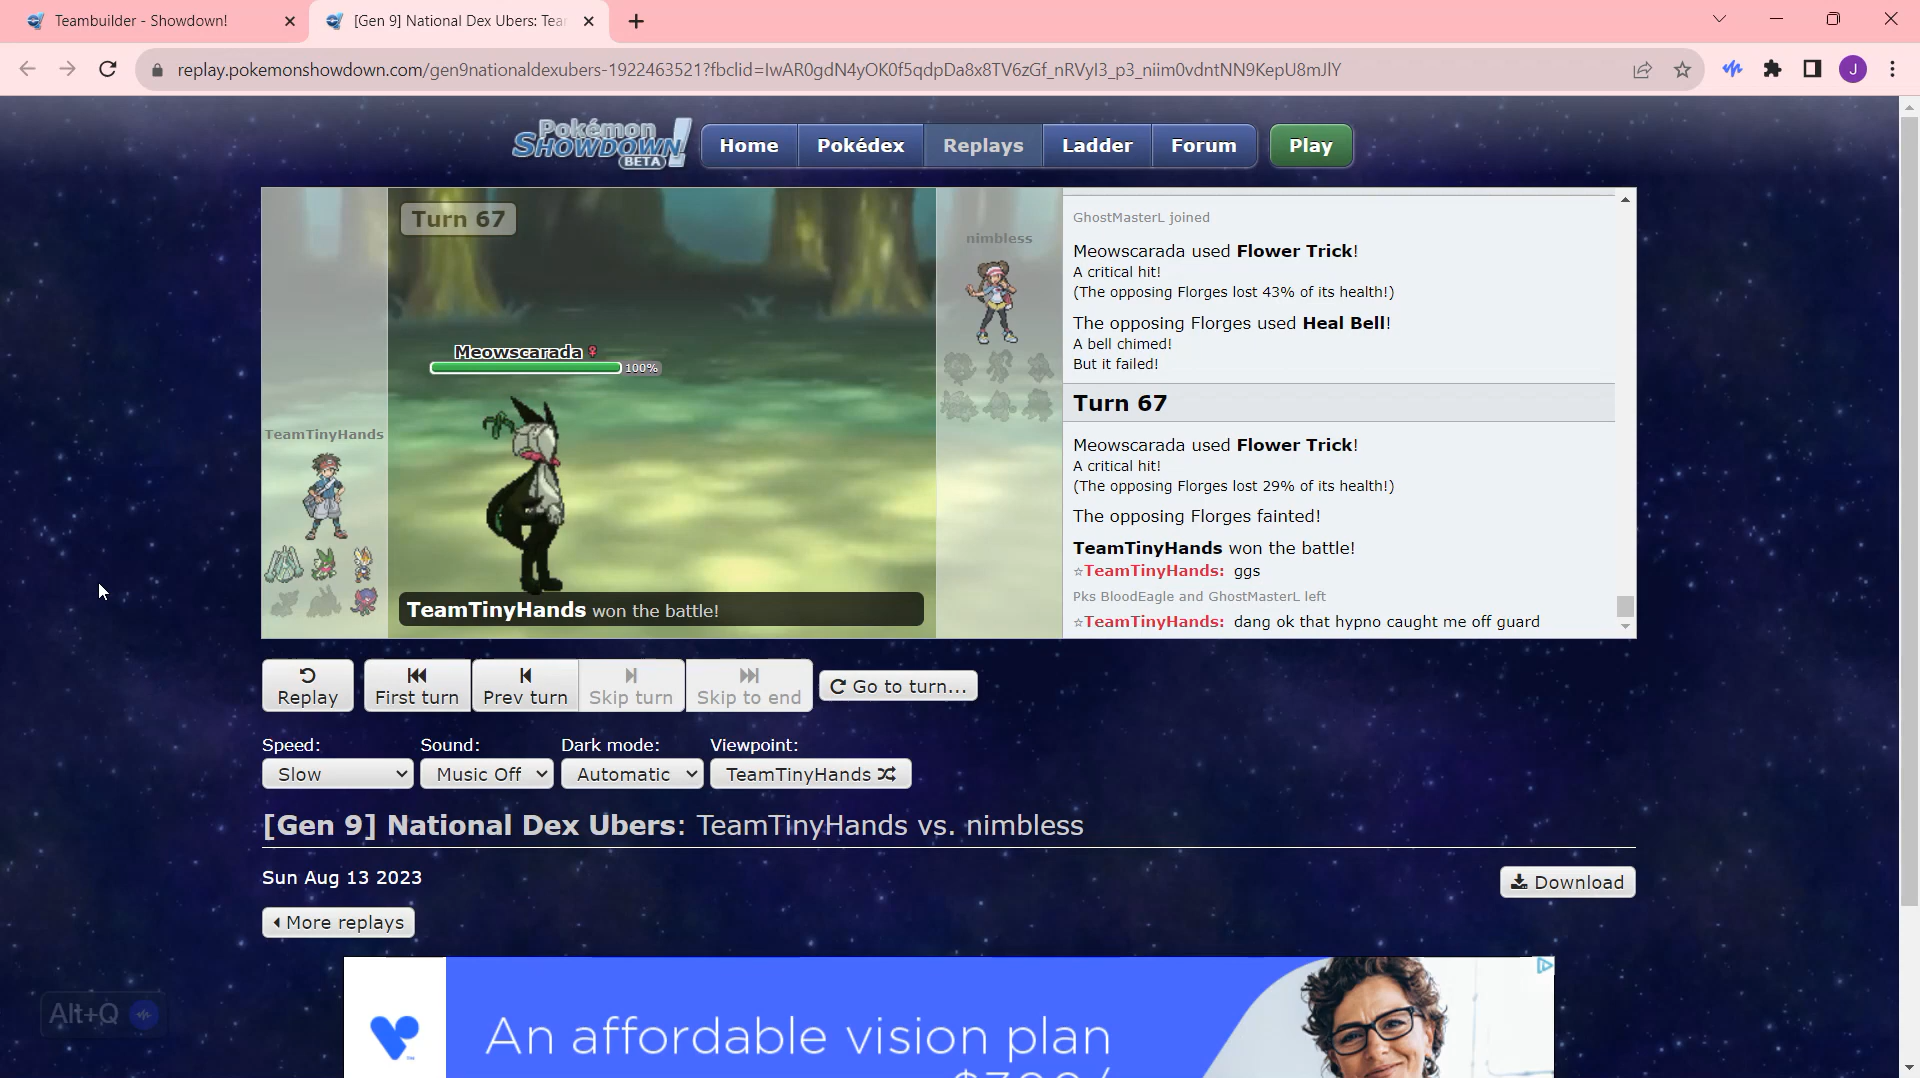 Teambuilder - Showdown!
[Gen 9] National Dex Ubers: Tea
replay.pokemonshowdown.com/gen9nationaldexubers-1922463521?fbclid=IwAR0gdN4yOK0f5qdpDa8x8TV6zGf_nRVyI3_p3_niim0vdntNN9KepU8mJlY
J
Pokémon
SHOWDOWN!
BETA
Home
Pokédex
Replays
Ladder
Forum
Play
Turn 67
Meowscarada
100%
TeamTinyHands
TeamTinyHands won the battle!
nimbless
GhostMasterL joined
Meowscarada used Flower Trick!
A critical hit!
(The opposing Florges lost 43% of its health!)
The opposing Florges used Heal Bell!
A bell chimed!
But it failed!
Turn 67
Meowscarada used Flower Trick!
A critical hit!
(The opposing Florges lost 29% of its health!)
The opposing Florges fainted!
TeamTinyHands won the battle!
☆TeamTinyHands: ggs
Pks BloodEagle and GhostMasterL left
☆TeamTinyHands: dang ok that hypno caught me off guard
Replay
First turn
Prev turn
Skip turn
Skip to end
Go to turn...
Speed:
Sound:
Dark mode:
Viewpoint:
Slow
Music Off
Automatic
TeamTinyHands
[Gen 9] National Dex Ubers: TeamTinyHands vs. nimbless
Sun Aug 13 2023
Download
More replays
Alt+Q
An affordable vision plan